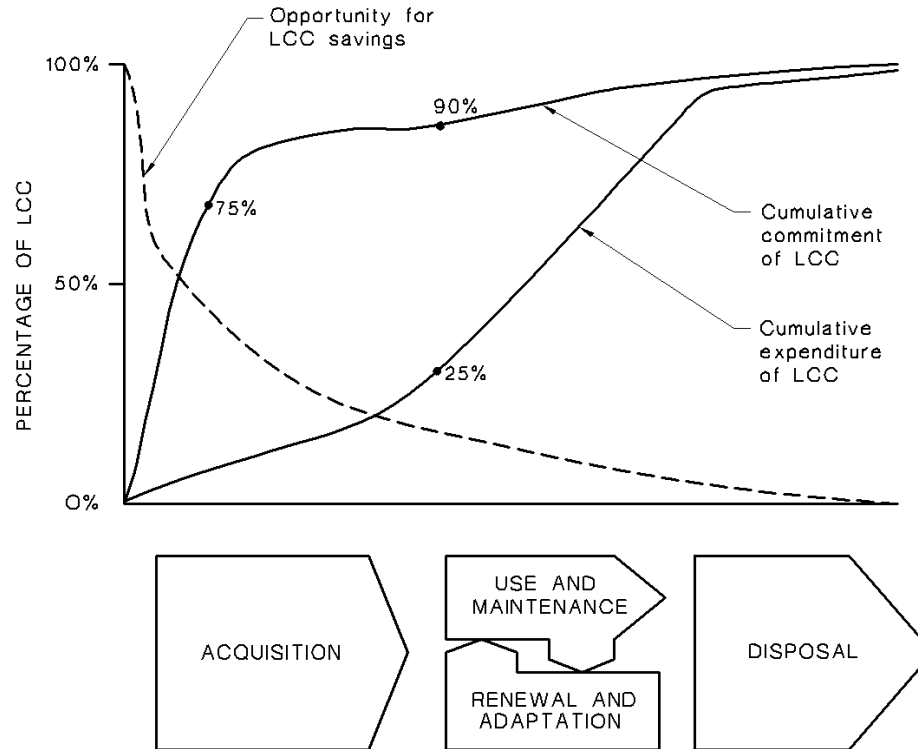 Opportunity for
LCC savings
100%
90%
75%
PERCENTAGE OF LCC
Cumulative
commitment
of LCC
50%
Cumulative
expenditure
of LCC
25%
0%
ACQUISITION
USE AND
MAINTENANCE
RENEWAL AND
ADAPTATION
DISPOSAL